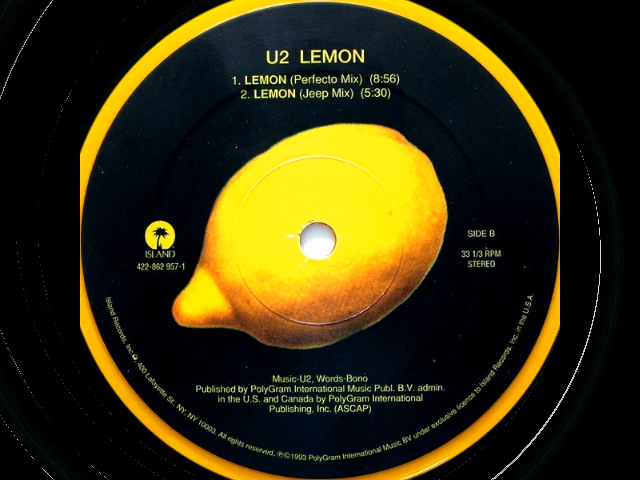 U2 LEMON
1. LEMON (Perfecto Mix) (8:56)
2. LEMON (Jeep Mix) (5:30)
ISLAND
422-862 957-1
SIDE B
33 1/3 RPM
STEREO
Music-U2, Words-Bono
Published by PolyGram International Music Publ. B.V. admin.
in the U.S. and Canada by PolyGram International
Publishing, Inc. (ASCAP)
Island Records, Inc. 400 Lafayette St. NY, NY 10003. All rights reserved. ℗©1993 PolyGram International Music BV under exclusive licence to Island Records, Inc. in the U.S.A.